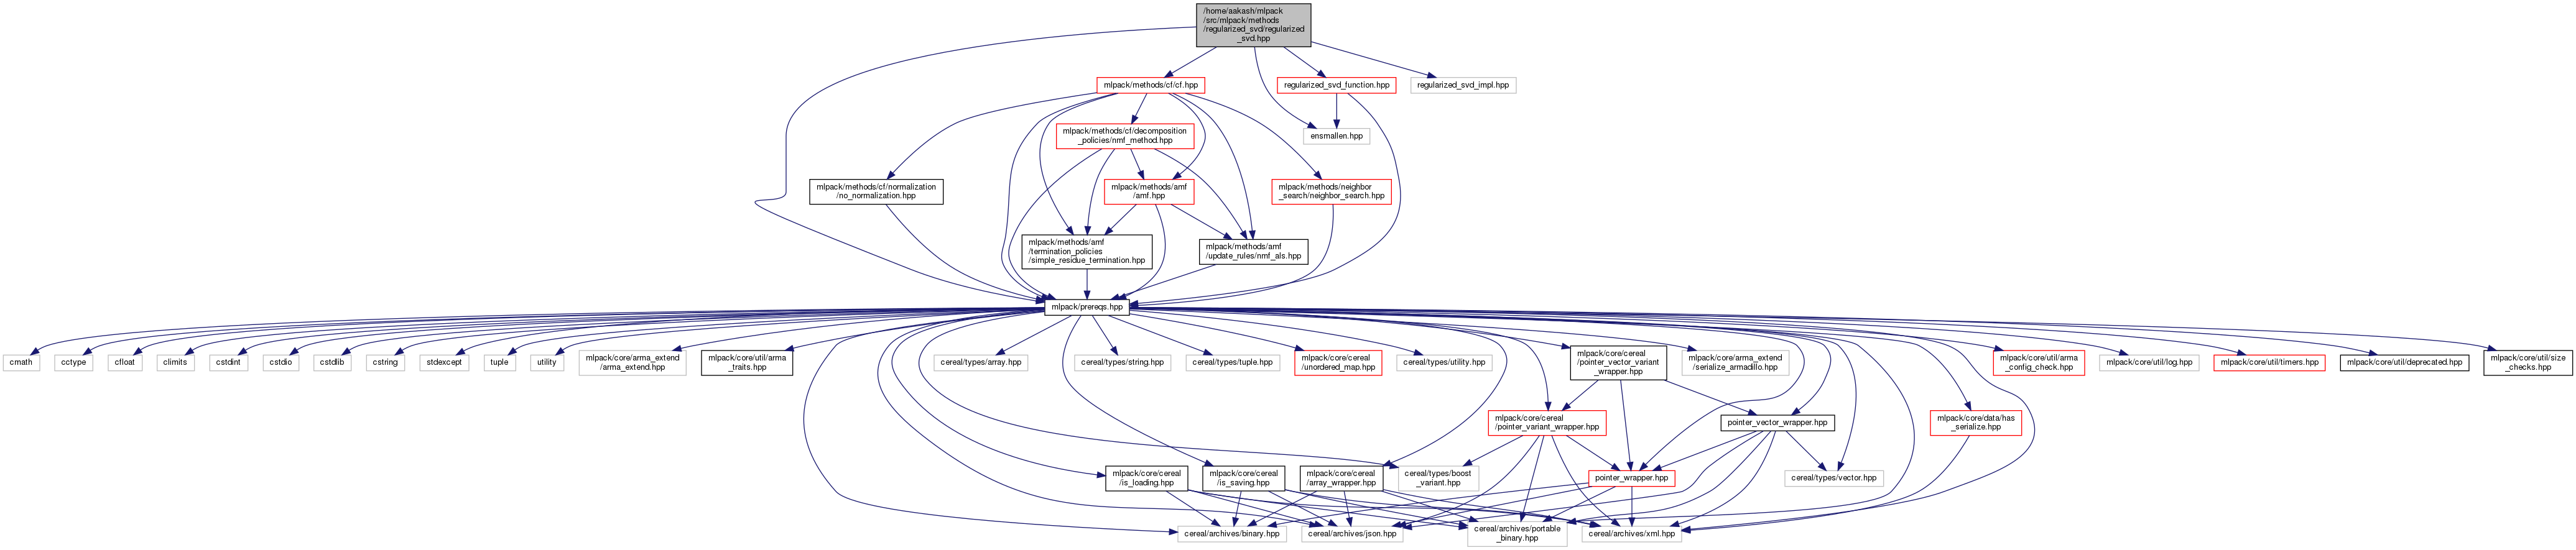 /home/aakash/mlpack
/src/mlpack/methods
/regularized_svd/regularized
_svd.hpp
mlpack/methods/cf/cf.hpp
regularized_svd_function.hpp
regularized_svd_impl.hpp
mlpack/methods/cf/decomposition
_policies/nmf_method.hpp
ensmallen.hpp
mlpack/methods/cf/normalization
/no_normalization.hpp
mlpack/methods/amf
/amf.hpp
mlpack/methods/neighbor
_search/neighbor_search.hpp
mlpack/methods/amf
/termination_policies
/simple_residue_termination.hpp
mlpack/methods/amf
/update_rules/nmf_als.hpp
mlpack/prereqs.hpp
cmath
cctype
cfloat
climits
cstdint
cstdio
cstdlib
cstring
stdexcept
tuple
utility
mlpack/core/arma_extend
/arma_extend.hpp
mlpack/core/util/arma
_traits.hpp
cereal/types/array.hpp
cereal/types/string.hpp
cereal/types/tuple.hpp
mlpack/core/cereal
/unordered_map.hpp
cereal/types/utility.hpp
mlpack/core/cereal
/pointer_vector_variant
_wrapper.hpp
mlpack/core/arma_extend
/serialize_armadillo.hpp
mlpack/core/util/arma
_config_check.hpp
mlpack/core/util/log.hpp
mlpack/core/util/timers.hpp
mlpack/core/util/deprecated.hpp
mlpack/core/util/size
_checks.hpp
mlpack/core/cereal
/pointer_variant_wrapper.hpp
pointer_vector_wrapper.hpp
mlpack/core/data/has
_serialize.hpp
mlpack/core/cereal
/is_loading.hpp
mlpack/core/cereal
/is_saving.hpp
mlpack/core/cereal
/array_wrapper.hpp
cereal/types/boost
_variant.hpp
pointer_wrapper.hpp
cereal/types/vector.hpp
cereal/archives/binary.hpp
cereal/archives/json.hpp
cereal/archives/portable
_binary.hpp
cereal/archives/xml.hpp